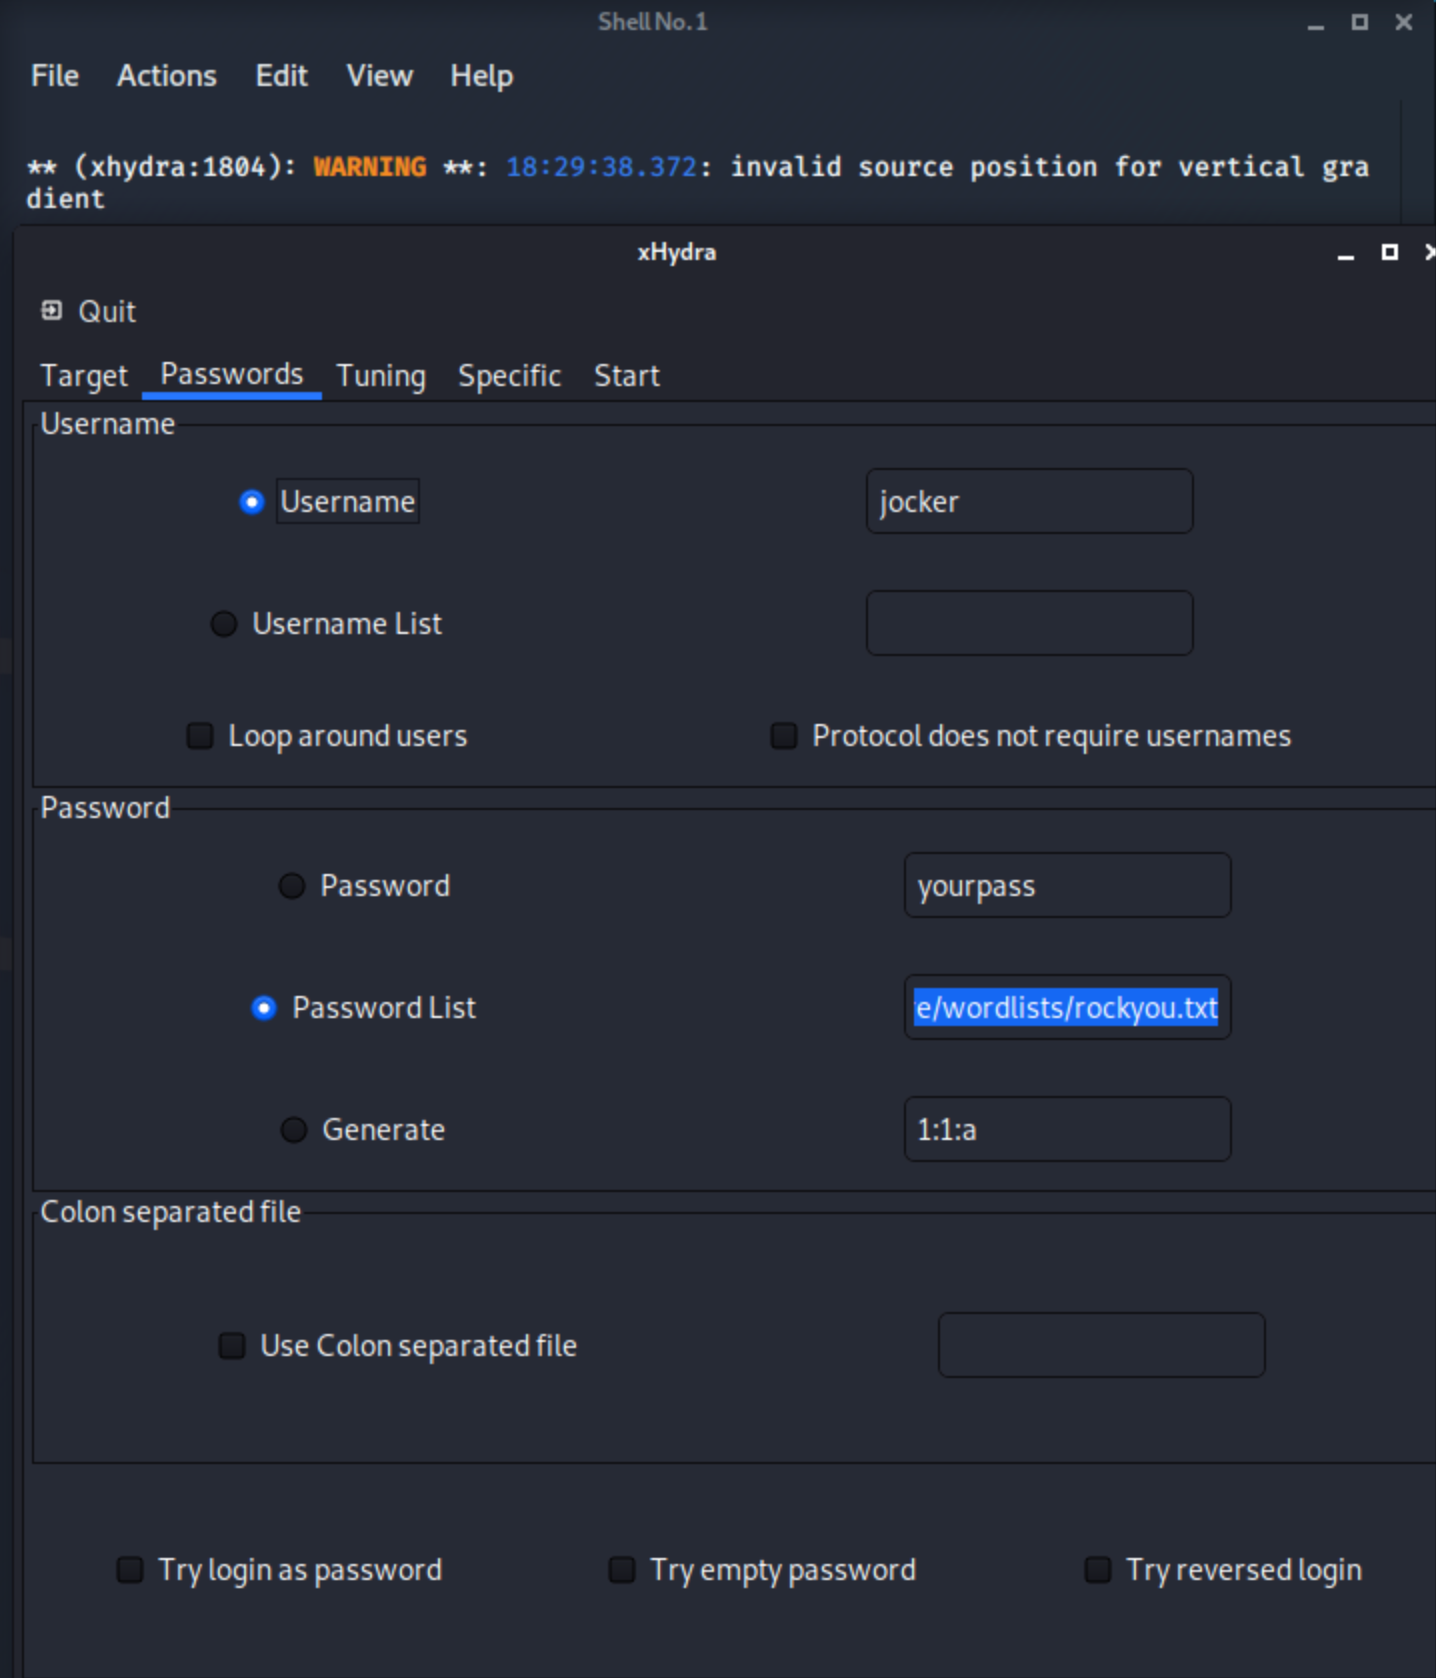 Shell No. 1
File Actions Edit View Help
** (xhydra:1804): WARNING **: 18:29:38.372: invalid source position for vertical gra
dient
xHydra
Quit
Target Passwords Tuning Specific Start
Username
Username jocker
Username List
Loop around users Protocol does not require usernames
Password
Password yourpass
Password List e/wordlists/rockyou.txt
Generate 1:1:a
Colon separated file
Use Colon separated file
Try login as password Try empty password Try reversed login